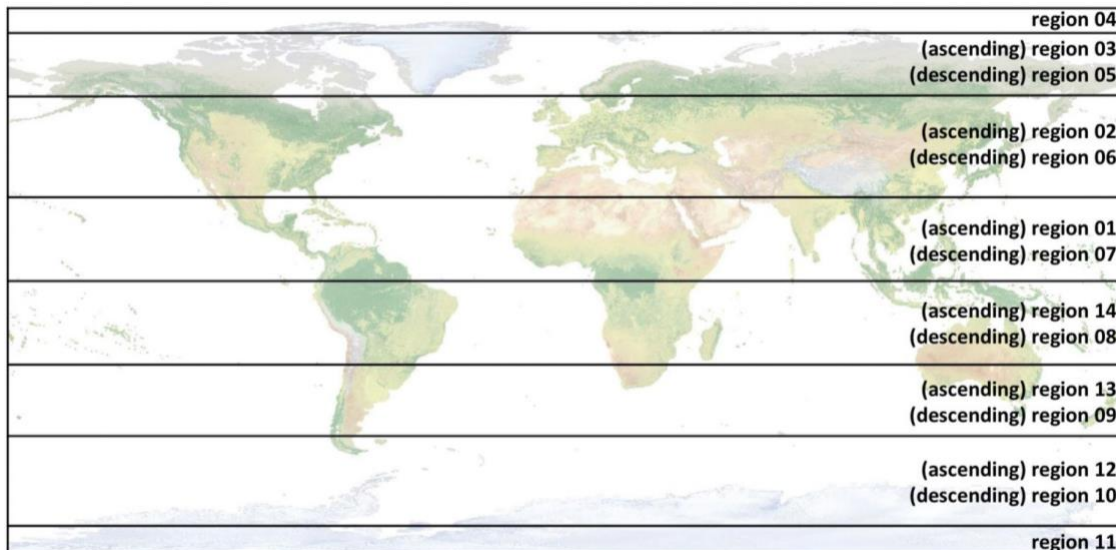 region 04
(ascending) region 03
(descending) region 05
(ascending) region 02
(descending) region 06
(ascending) region 01
(descending) region 07
(ascending) region 14
(descending) region 08
(ascending) region 13
(descending) region 09
(ascending) region 12
(descending) region 10
region 11